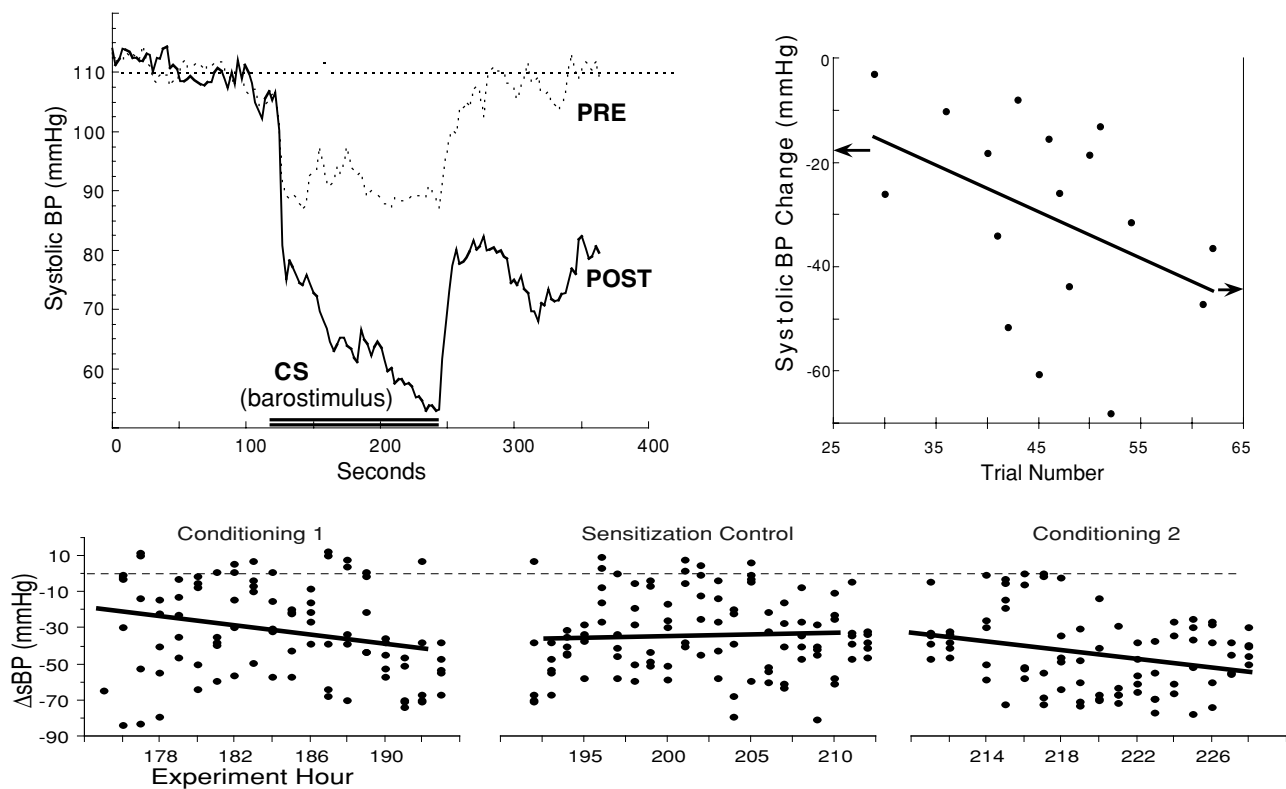 Systolic BP (mmHg)
110
100
90
80
70
60
PRE
POST
CS
(barostimulus)
0
100
200
300
400
Seconds
Systolic BP Change (mmHg)
0
-20
-40
-60
25
35
45
55
65
Trial Number
Conditioning 1
Sensitization Control
Conditioning 2
ΔsBP (mmHg)
10
-10
-30
-50
-70
-90
178
182
186
190
195
200
205
210
214
218
222
226
Experiment Hour